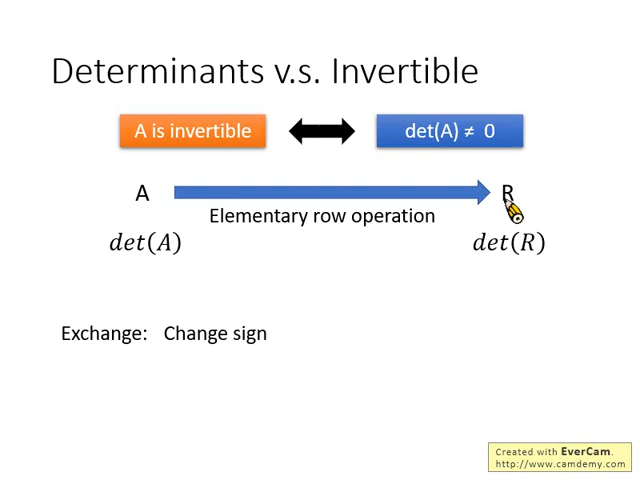 Determinants v.s. Invertible
A is invertible
det(A) ≠ 0
A
R
Elementary row operation
det(A)
det(R)
Exchange: Change sign
Created with EverCam.
http://www.camdemy.com